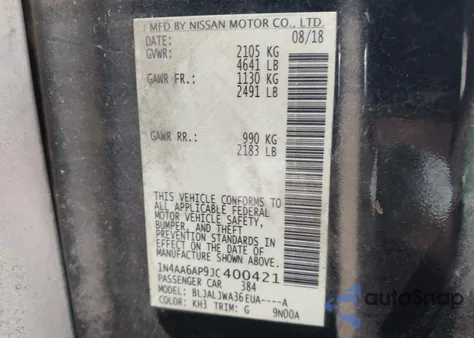 MFD BY NISSAN MOTOR CO., LTD.
DATE: 08/18
GVWR: 2105 KG
4641 LB
GAWR FR.: 1130 KG
2491 LB
GAWR RR.: 990 KG
2183 LB
THIS VEHICLE CONFORMS TO
ALL APPLICABLE FEDERAL
MOTOR VEHICLE SAFETY,
BUMPER, AND THEFT
PREVENTION STANDARDS IN
EFFECT ON THE DATE OF
MANUFACTURE SHOWN ABOVE.
1N4AA6AP9JC400421
PASSENGER CAR 384
MODEL: BLJALJWA36EUA----A
COLOR: KH3 TRIM: G 9N00A
AutoSnap